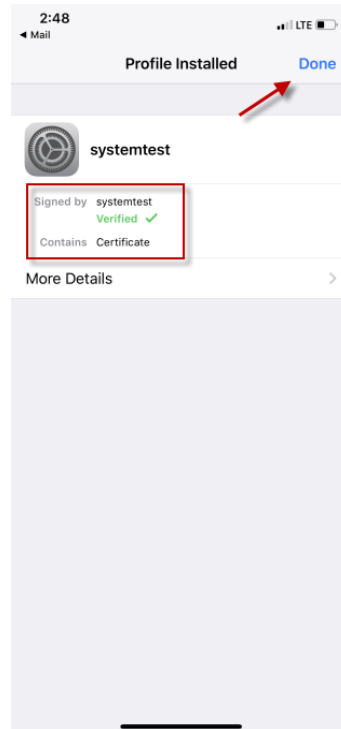 2:48 LTE
◀ Mail
Profile Installed Done
systemtest
Signed by systemtest
Verified ✓
Contains Certificate
More Details